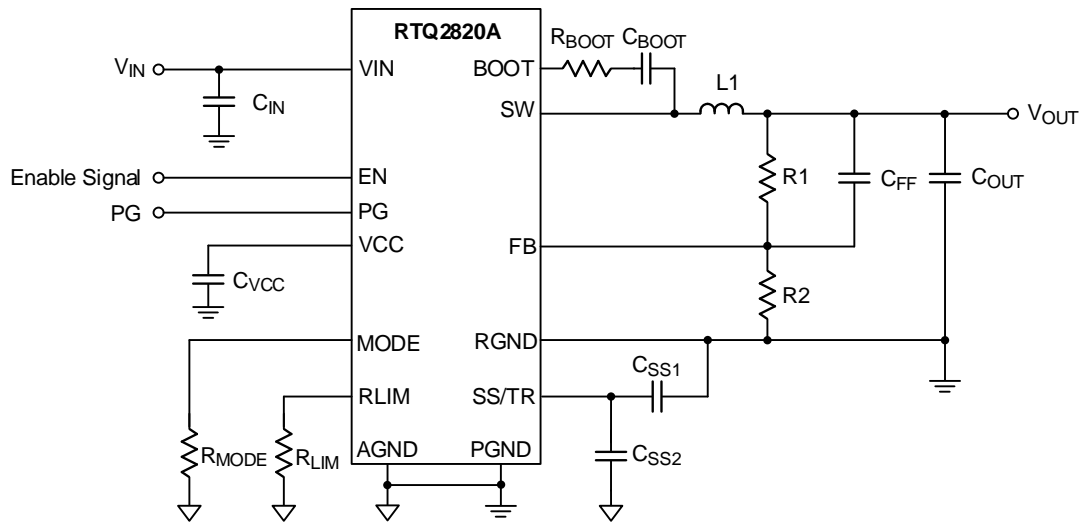 RTQ2820A
R_BOOT C_BOOT
V_IN VIN BOOT
L1
C_IN SW V_OUT
Enable Signal EN R1 C_FF C_OUT
PG PG
VCC FB
C_VCC R2
MODE RGND
C_SS1
RLIM SS/TR
R_MODE R_LIM AGND PGND C_SS2